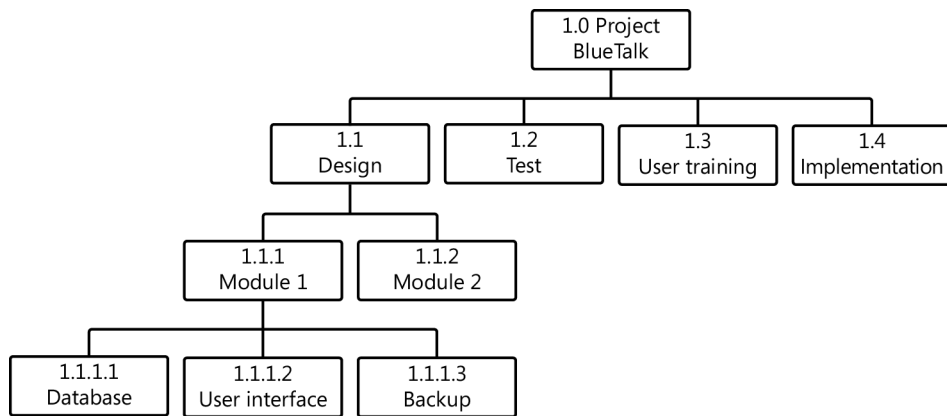 1.0 Project
BlueTalk
1.1
Design
1.2
Test
1.3
User training
1.4
Implementation
1.1.1
Module 1
1.1.2
Module 2
1.1.1.1
Database
1.1.1.2
User interface
1.1.1.3
Backup